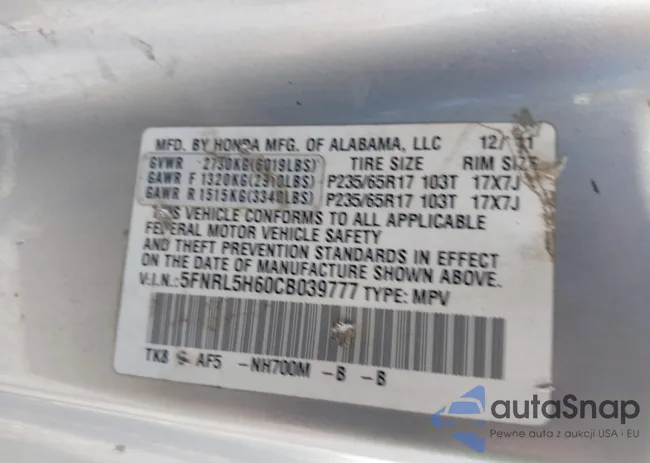 MFD. BY HONDA MFG. OF ALABAMA, LLC 12/11
GVWR 2730KG(6019LBS) TIRE SIZE RIM SIZE
GAWR F 1320KG(2910LBS) P235/65R17 103T 17X7J
GAWR R 1515KG(3340LBS) P235/65R17 103T 17X7J
THIS VEHICLE CONFORMS TO ALL APPLICABLE
FEDERAL MOTOR VEHICLE SAFETY
AND THEFT PREVENTION STANDARDS IN EFFECT
ON THE DATE OF MANUFACTURE SHOWN ABOVE.
V.I.N.:5FNRL5H60CB039777 TYPE: MPV
TK8 AF5 -NH700M -B -B
autaSnap
Pewne auta z aukcji USA i EU